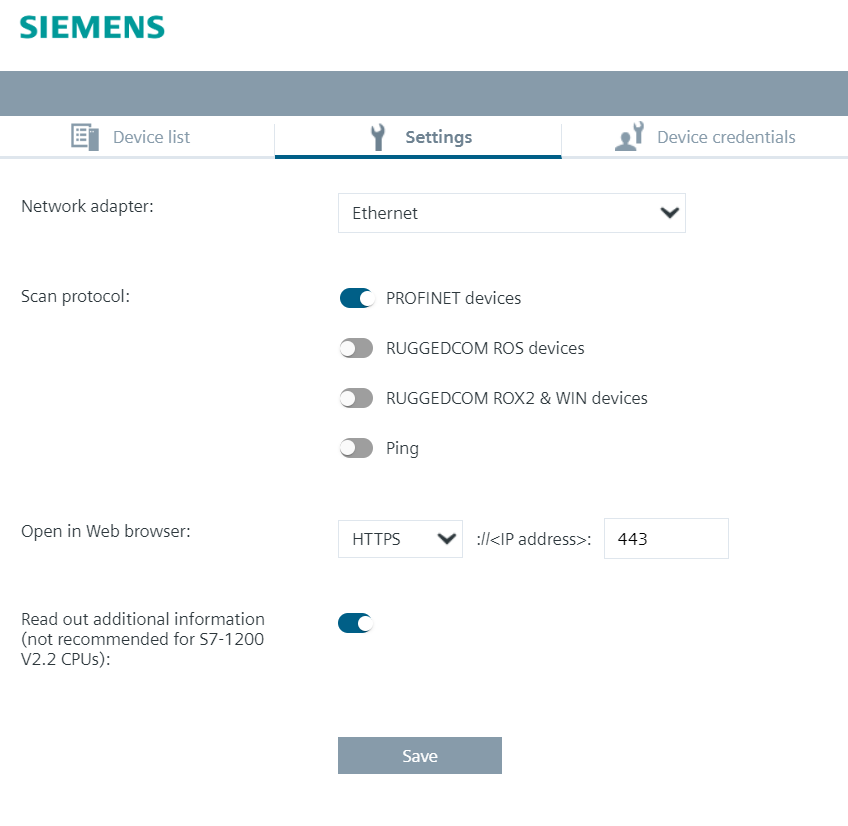 SIEMENS
Device list
Settings
Device credentials
Network adapter:
Ethernet
Scan protocol:
PROFINET devices
RUGGEDCOM ROS devices
RUGGEDCOM ROX2 & WIN devices
Ping
Open in Web browser:
HTTPS
://<IP address>:
443
Read out additional information
(not recommended for S7-1200
V2.2 CPUs):
Save